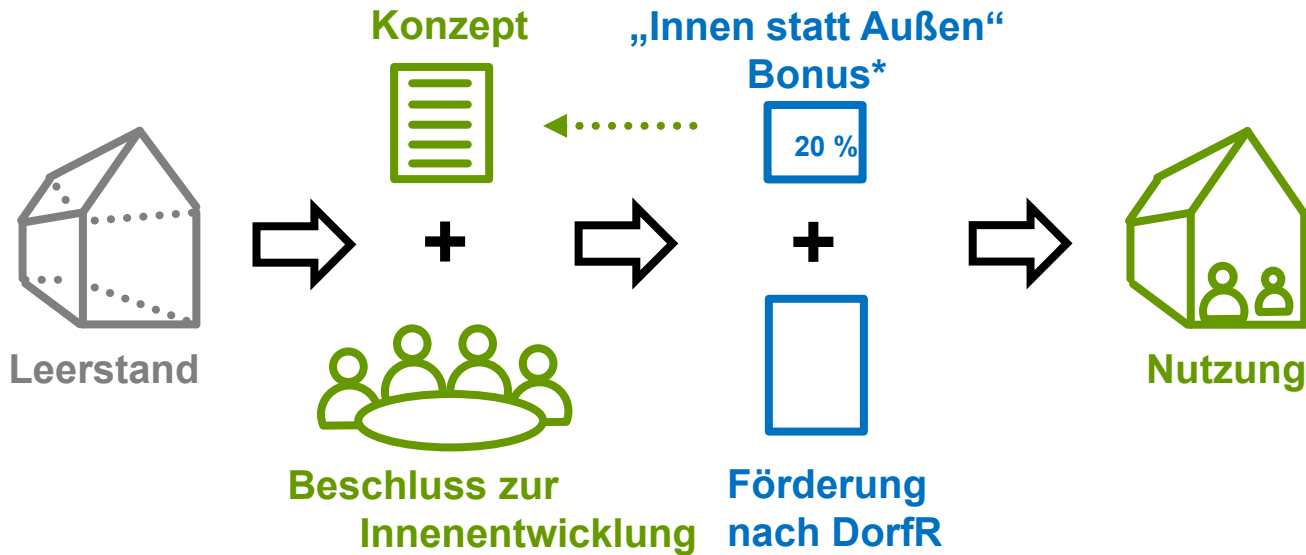 Konzept
„Innen statt Außen“
Bonus*
20 %
+
+
Leerstand
Nutzung
Beschluss zur
Innenentwicklung
Förderung
nach DorfR